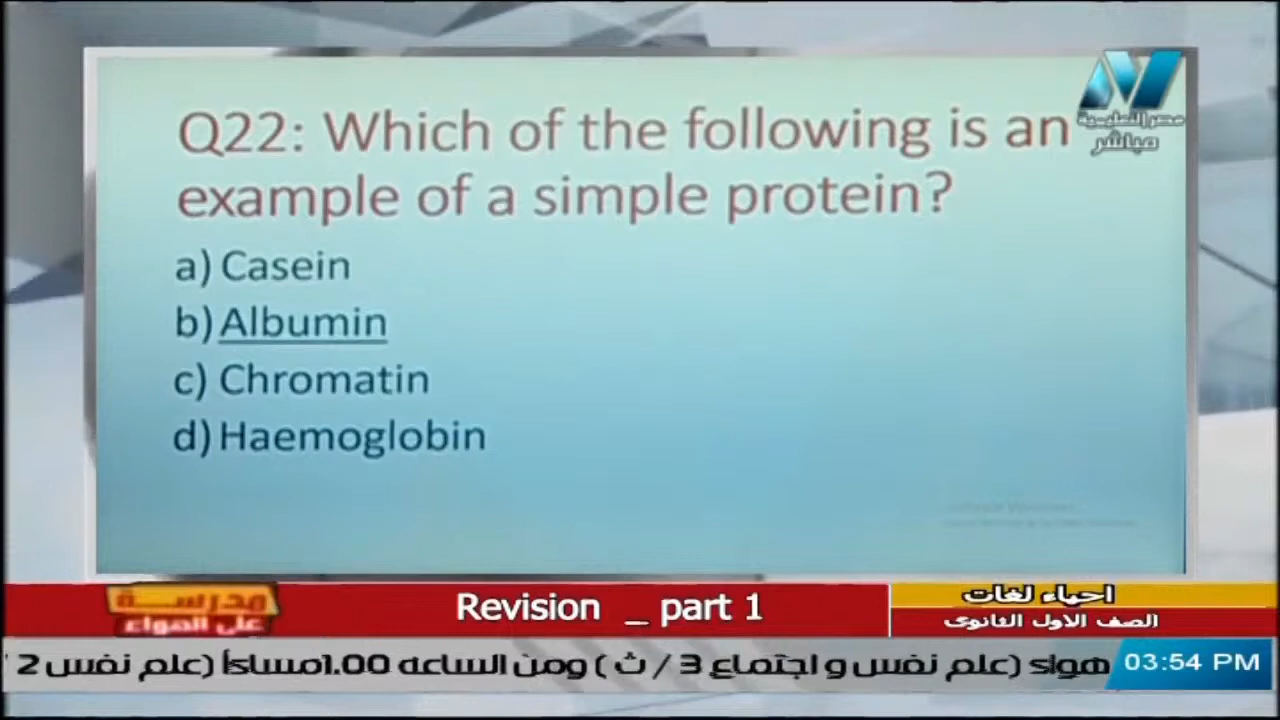 Q22: Which of the following is an
example of a simple protein?
a) Casein
b) Albumin
c) Chromatin
d) Haemoglobin
مصر التعليمية
مباشر
مدرسة
على الهواء
Revision _ part 1
احياء لغات
الصف الاول الثانوى
هواء (علم نفس و اجتماع 3 / ث ) ومن الساعه 1.00مساءاً (علم نفس 2
03:54 PM